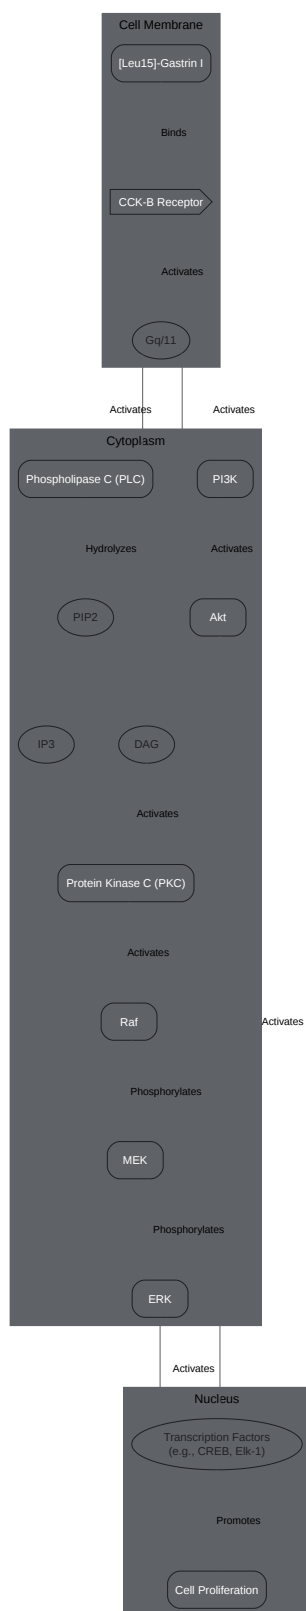 Cell Membrane
[Leu15]-Gastrin I
Binds
CCK-B Receptor
Activates
Gq/11
Activates
Activates
Cytoplasm
Phospholipase C (PLC)
PI3K
Hydrolyzes
Activates
PIP2
Akt
IP3
DAG
Activates
Protein Kinase C (PKC)
Activates
Raf
Activates
Phosphorylates
MEK
Phosphorylates
ERK
Activates
Nucleus
Transcription Factors
(e.g., CREB, Elk-1)
Promotes
Cell Proliferation